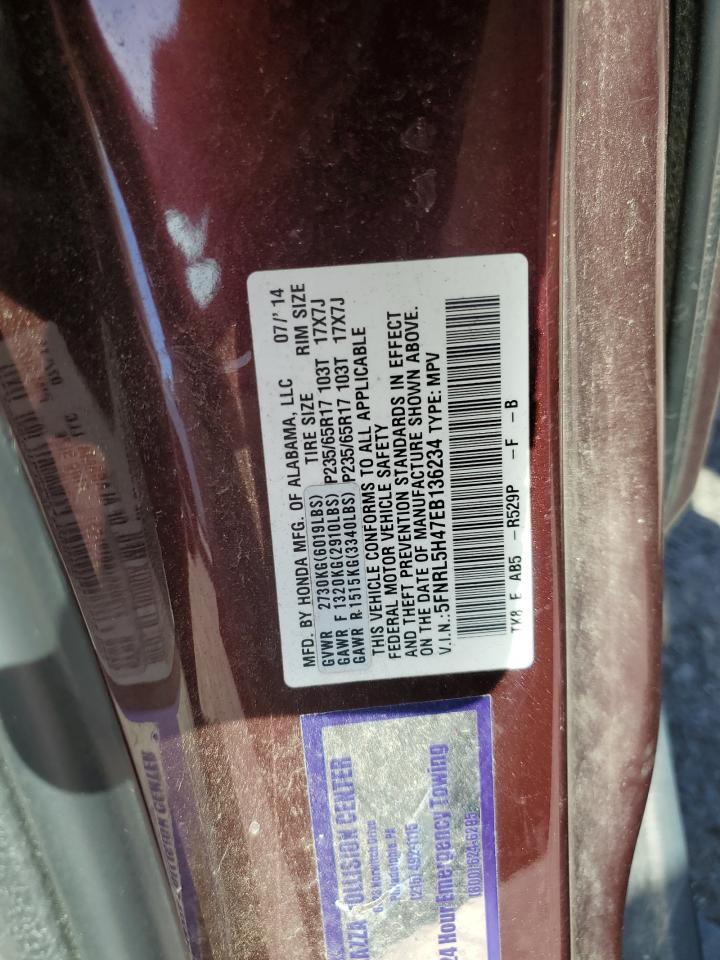 MFD. BY HONDA MFG. OF ALABAMA, LLC 07/'14
GVWR 2730KG(6019LBS) TIRE SIZE RIM SIZE
GAWR F 1320KG(2910LBS) P235/65R17 103T 17X7J
GAWR R 1515KG(3340LBS) P235/65R17 103T 17X7J
THIS VEHICLE CONFORMS TO ALL APPLICABLE
FEDERAL MOTOR VEHICLE SAFETY
AND THEFT PREVENTION STANDARDS IN EFFECT
ON THE DATE OF MANUFACTURE SHOWN ABOVE.
V.I.N.: 5FNRL5H47EB136234 TYPE: MPV
TK8 E AB5 -R529P -F -B
COLLISION CENTER
Drive
Philadelphia PA
24 Hour Emergency Towing